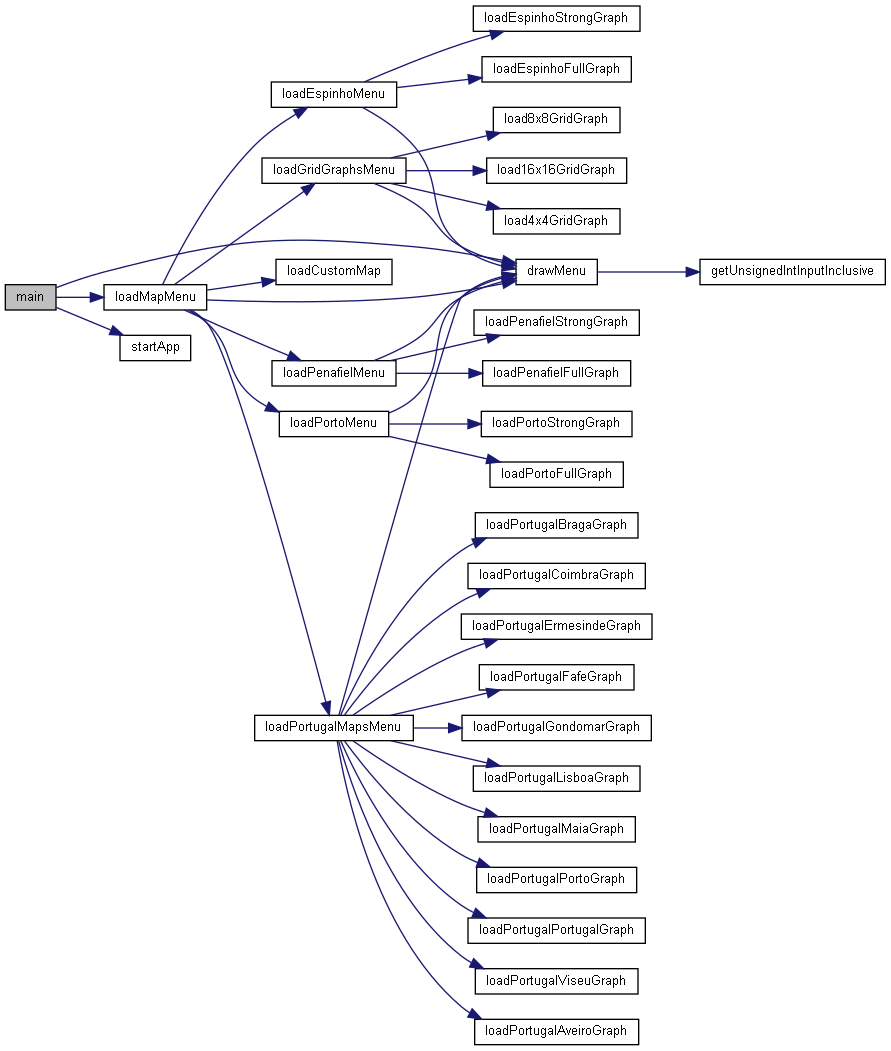 loadEspinhoStrongGraph
loadEspinhoFullGraph
loadEspinhoMenu
load8x8GridGraph
loadGridGraphsMenu
load16x16GridGraph
load4x4GridGraph
loadCustomMap
drawMenu
getUnsignedIntInputInclusive
main
loadMapMenu
startApp
loadPenafielStrongGraph
loadPenafielMenu
loadPenafielFullGraph
loadPortoMenu
loadPortoStrongGraph
loadPortoFullGraph
loadPortugalBragaGraph
loadPortugalCoimbraGraph
loadPortugalErmesindeGraph
loadPortugalFafeGraph
loadPortugalMapsMenu
loadPortugalGondomarGraph
loadPortugalLisboaGraph
loadPortugalMaiaGraph
loadPortugalPortoGraph
loadPortugalPortugalGraph
loadPortugalViseuGraph
loadPortugalAveiroGraph